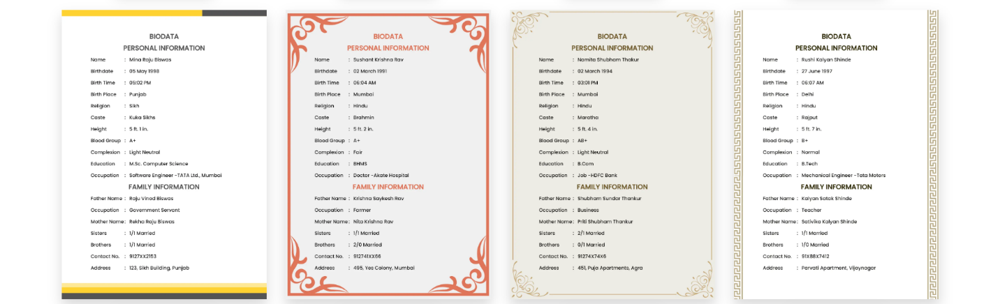 BIODATA
PERSONAL INFORMATION
Name : Mina Raju Biswas
Birthdate : 05 May 1998
Birth Time : 05:02 PM
Birth Place : Punjab
Religion : Sikh
Caste : Kuka Sikhs
Height : 5 ft. 1 in.
Blood Group : A+
Complexion : Light Neutral
Education : M.Sc. Computer Science
Occupation : Software Engineer -TATA Ltd., Mumbai
FAMILY INFORMATION
Father Name : Raju Vinod Biswas
Occupation : Government Servant
Mother Name : Rekha Raju Biswas
Sisters : 1/1 Married
Brothers : 1/1 Married
Contact No. : 9127XX2153
Address : 123, Sikh Building, Punjab
BIODATA
PERSONAL INFORMATION
Name : Sushant Krishna Rav
Birthdate : 02 March 1991
Birth Time : 06:04 AM
Birth Place : Mumbai
Religion : Hindu
Caste : Brahmin
Height : 5 ft. 2 in.
Blood Group : A+
Complexion : Fair
Education : BHMS
Occupation : Doctor -Akate Hospital
FAMILY INFORMATION
Father Name : Krishna Saykesh Rav
Occupation : Farmer
Mother Name : Nita Krishna Rav
Sisters : 1/1 Married
Brothers : 2/0 Married
Contact No. : 912741XX66
Address : 495, Yes Colony, Mumbai
BIODATA
PERSONAL INFORMATION
Name : Namita Shubham Thakur
Birthdate : 02 March 1994
Birth Time : 03:01 PM
Birth Place : Mumbai
Religion : Hindu
Caste : Maratha
Height : 5 ft. 4 in.
Blood Group : AB+
Complexion : Light Neutral
Education : B.Com
Occupation : Job -HDFC Bank
FAMILY INFORMATION
Father Name : Shubham Sundar Thankur
Occupation : Business
Mother Name : Priti Shubham Thankur
Sisters : 2/1 Married
Brothers : 0/1 Married
Contact No. : 91274X74X6
Address : 451, Puja Apartments, Agra
BIODATA
PERSONAL INFORMATION
Name : Rushi Kalyan Shinde
Birthdate : 27 June 1997
Birth Time : 06:07 AM
Birth Place : Delhi
Religion : Hindu
Caste : Rajput
Height : 5 ft. 7 in.
Blood Group : B+
Complexion : Normal
Education : B.Tech
Occupation : Mechanical Engineer -Tata Motors
FAMILY INFORMATION
Father Name : Kalyan Satak Shinde
Occupation : Teacher
Mother Name : Sativika Kalyan Shinde
Sisters : 1/1 Married
Brothers : 1/0 Married
Contact No. : 91X88X7412
Address : Parvati Apartment, Vijaynagar